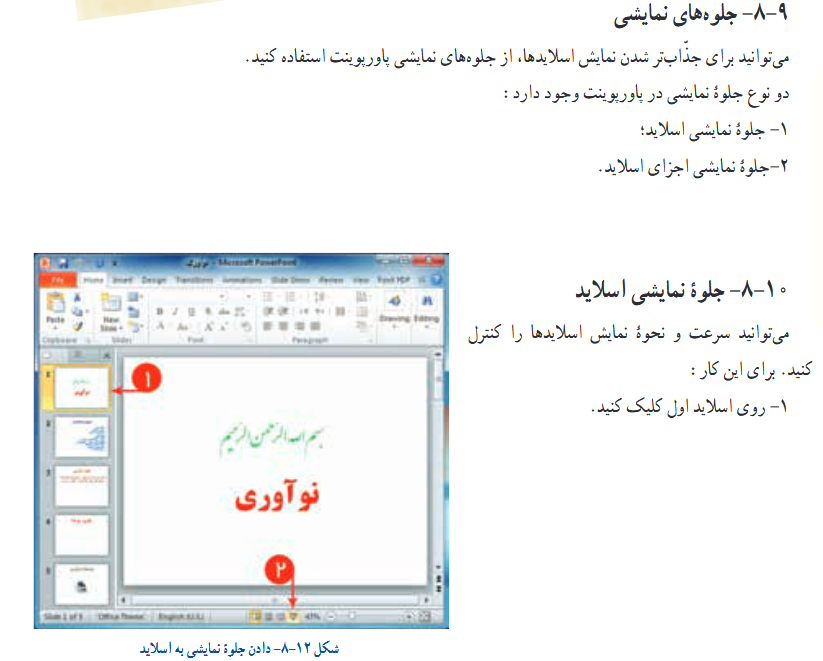 ۹-۸- جلوه‌های نمایشی
می‌توانید برای جذّاب‌تر شدن نمایش اسلایدها، از جلوه‌های نمایشی پاورپوینت استفاده کنید.
دو نوع جلوهٔ نمایشی در پاورپوینت وجود دارد :
۱- جلوهٔ نمایشی اسلاید؛
۲-جلوهٔ نمایشی اجزای اسلاید.
۱۰-۸- جلوهٔ نمایشی اسلاید
می‌توانید سرعت و نحوهٔ نمایش اسلایدها را کنترل
کنید. برای این کار :
۱- روی اسلاید اول کلیک کنید.
Microsoft PowerPoint
File Home Insert Design Transitions Animations Slide Show Review View Foxit PDF
Paste New Slide Drawing Editing
Clipboard Slides Font Paragraph
۱
بسم الله الرحمن الرحیم
نوآوری
۲
Slide 1 of 5 Office Theme English (U.S.) 47%
شکل ۱۲-۸- دادن جلوهٔ نمایشی به اسلاید